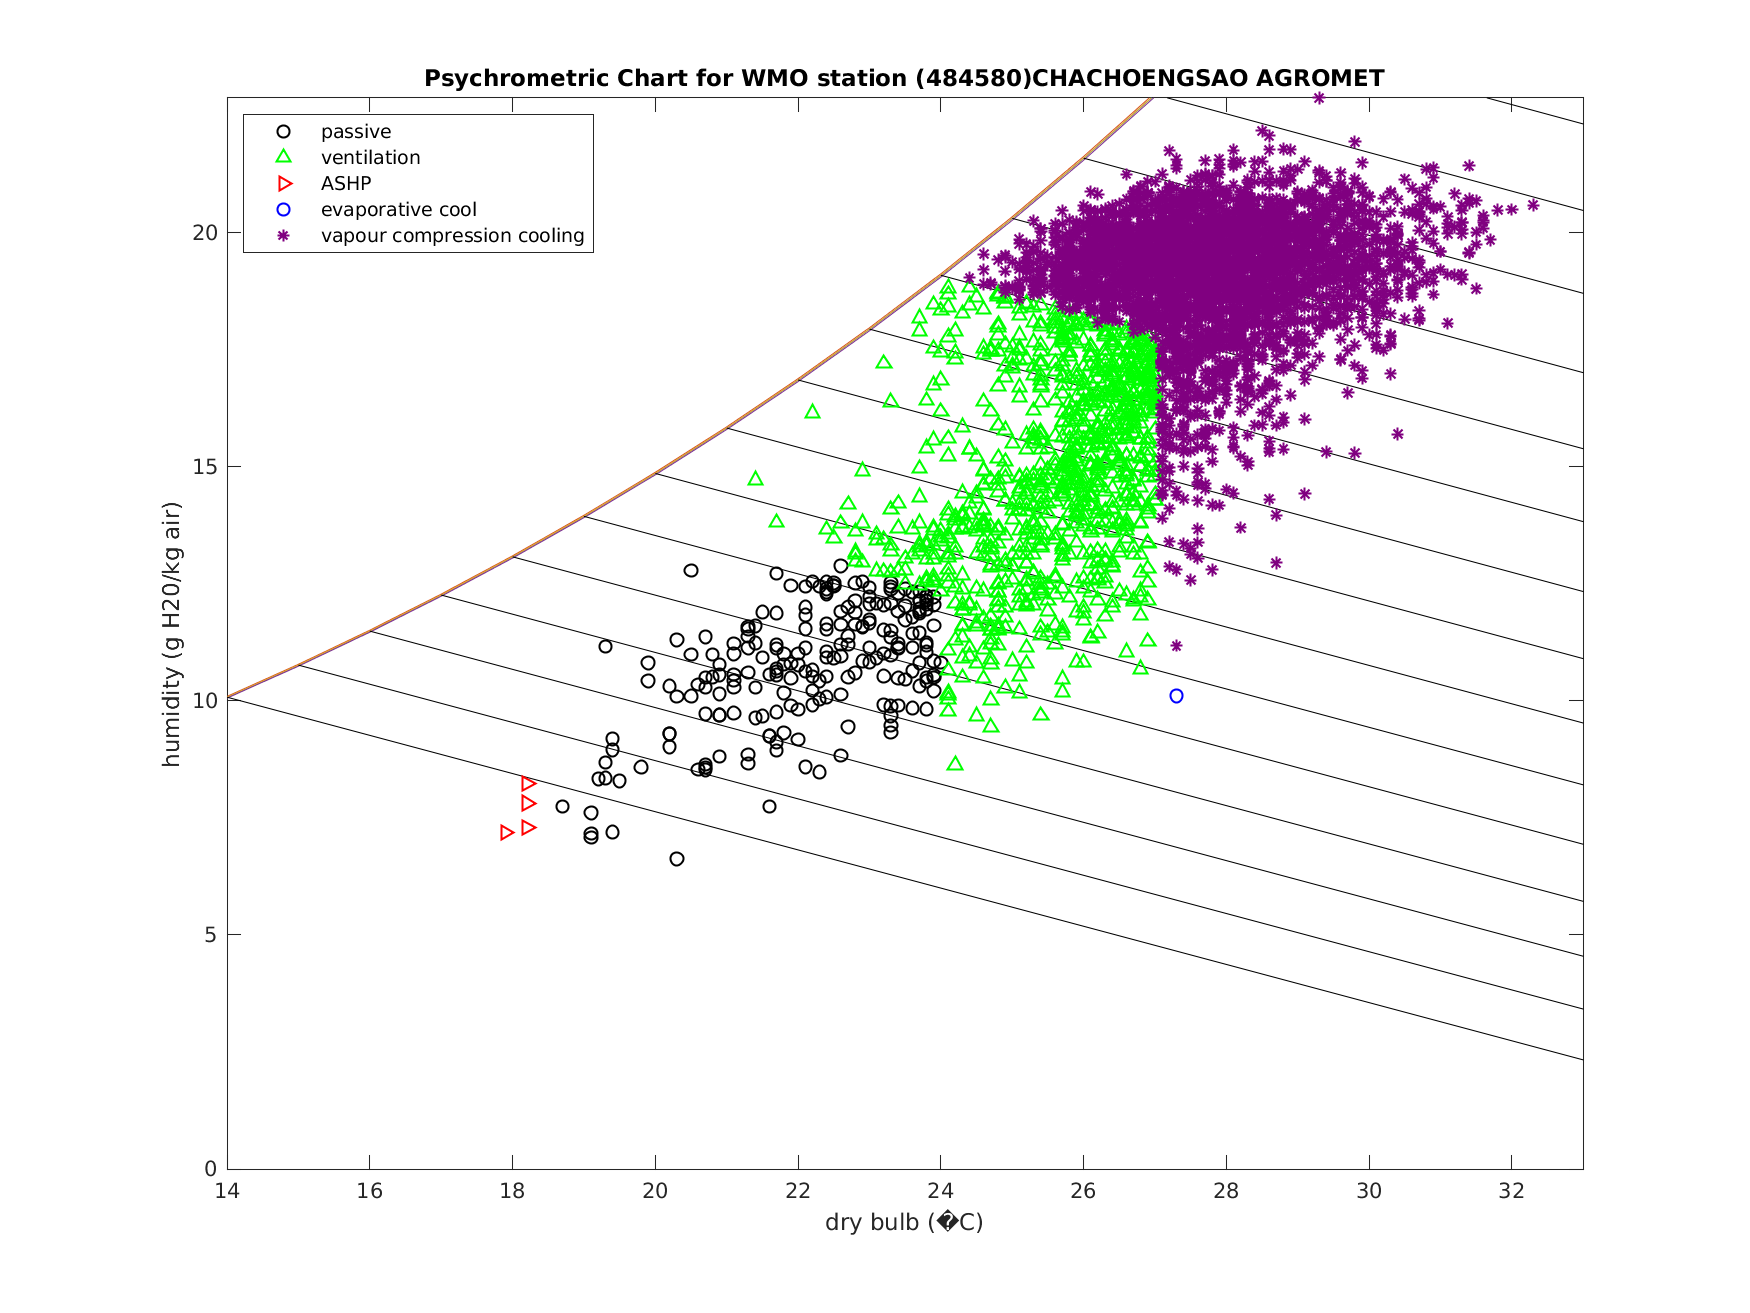 Psychrometric Chart for WMO station (484580)CHACHOENGSAO AGROMET
passive
ventilation
ASHP
evaporative cool
vapour compression cooling
humidity (g H20/kg air)
20
15
10
5
0
14 16 18 20 22 24 26 28 30 32
dry bulb (�C)